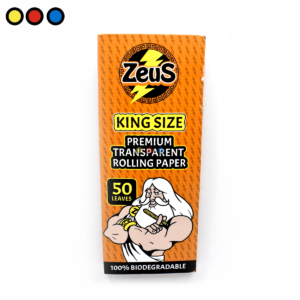 ZEUS
KING SIZE
PREMIUM
TRANSPARENT
ROLLING PAPER
50
LEAVES
100% BIODEGRADABLE